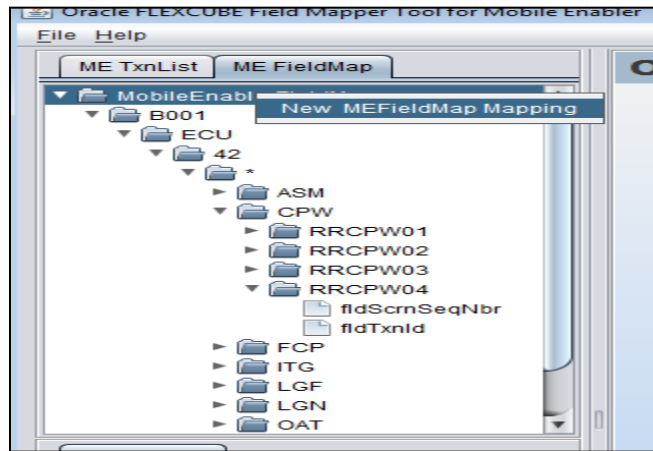 Oracle FLEXCUBE Field Mapper Tool for Mobile Enabler
File Help
ME TxnList ME FieldMap
MobileEnabl
New MEFieldMap Mapping
B001
ECU
42
*
ASM
CPW
RRCPW01
RRCPW02
RRCPW03
RRCPW04
fldScrnSeqNbr
fldTxnId
FCP
ITG
LGF
LGN
OAT